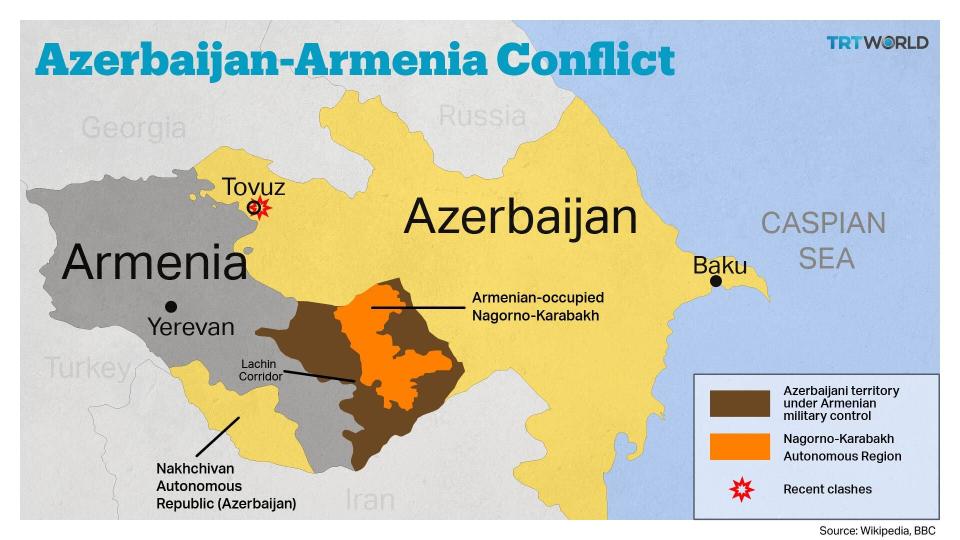 Azerbaijan-Armenia Conflict
TRT WORLD
Georgia
Russia
Tovuz
Azerbaijan
CASPIAN
SEA
Armenia
Baku
Armenian-occupied
Nagorno-Karabakh
Yerevan
Turkey
Lachin
Corridor
Azerbaijani territory
under Armenian
military control
Nagorno-Karabakh
Autonomous Region
Nakhchivan
Autonomous
Republic (Azerbaijan)
Iran
Recent clashes
Source: Wikipedia, BBC